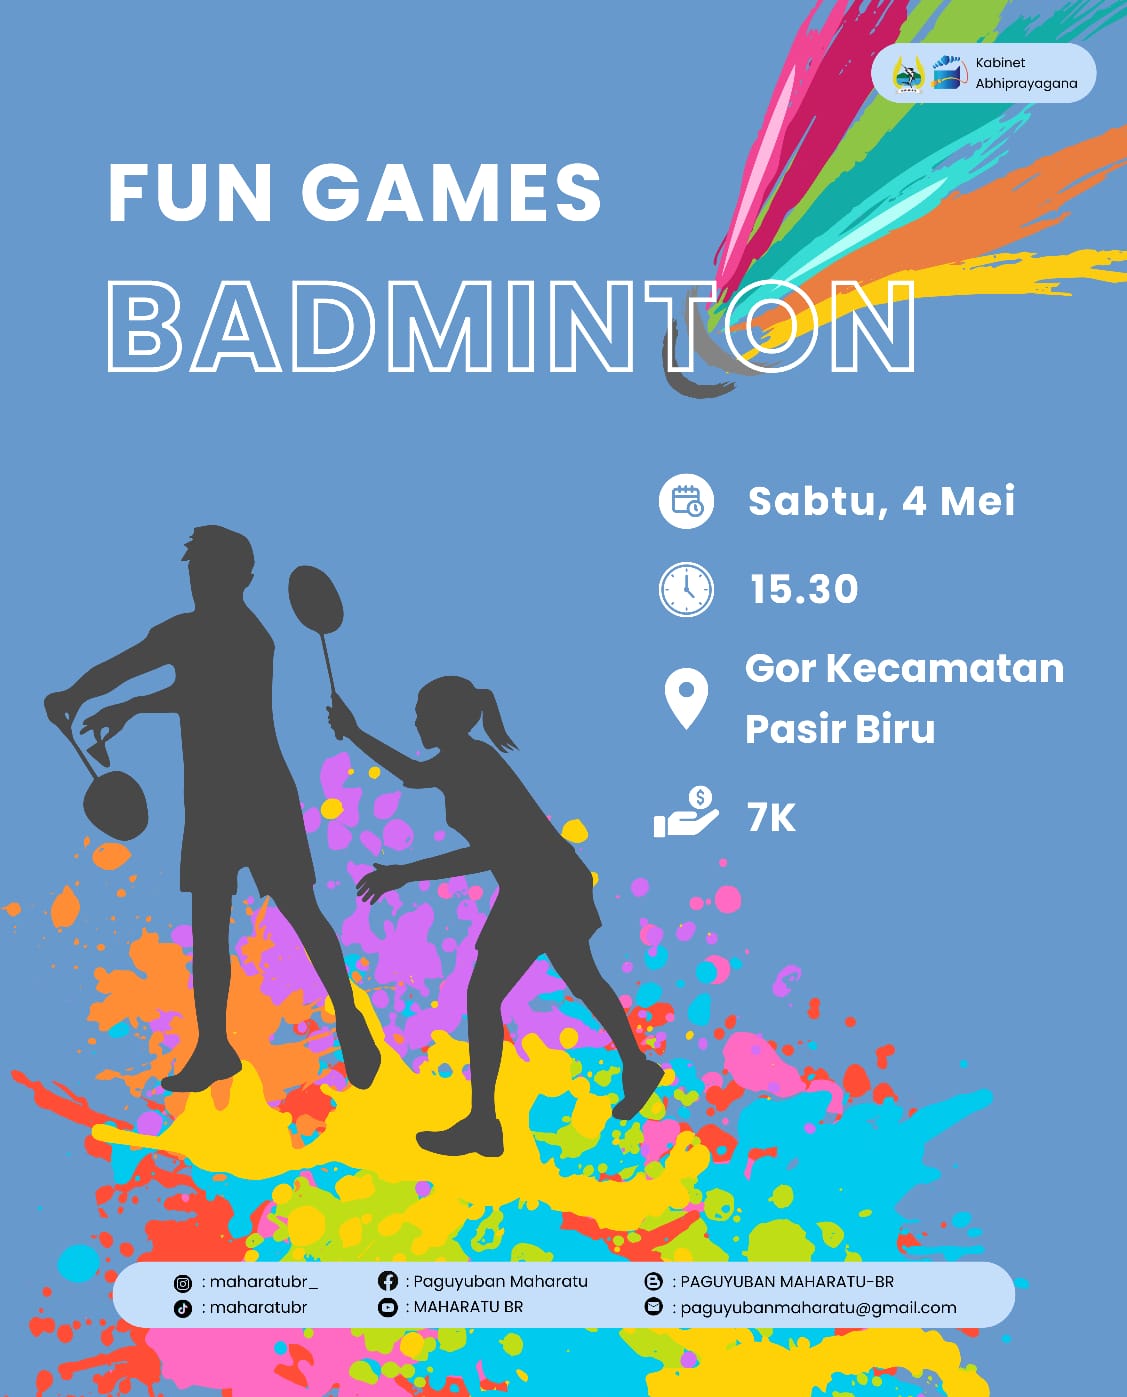 Kabinet
Abhiprayagana
FUN GAMES
BADMINTON
Sabtu, 4 Mei
15.30
Gor Kecamatan
Pasir Biru
$
7K
: maharatubr_
: maharatubr
: Paguyuban Maharatu
: MAHARATU BR
: PAGUYUBAN MAHARATU-BR
: paguyubanmaharatu@gmail.com